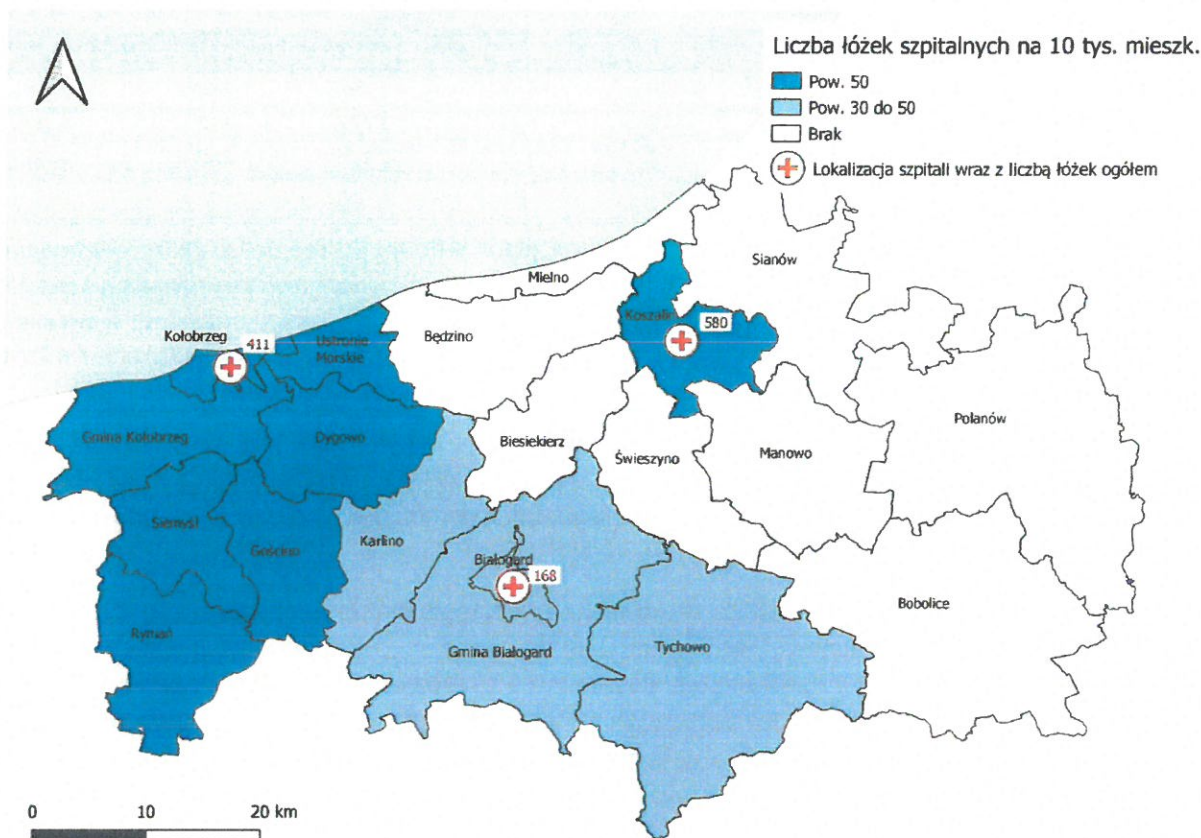 Liczba łóżek szpitalnych na 10 tys. mieszk.
Pow. 50
Pow. 30 do 50
Brak
Lokalizacja szpitali wraz z liczbą łóżek ogółem
Sianów
Mielno
Koszalin
580
Będzino
Kołobrzeg
411
Ustronie
Morskie
Polanów
Gmina Kołobrzeg
Dygowo
Biesiekierz
Świeszyno
Manowo
Siemyśl
Gościno
Karlino
Białogard
168
Bobolice
Rymań
Gmina Białogard
Tychowo
0 10 20 km